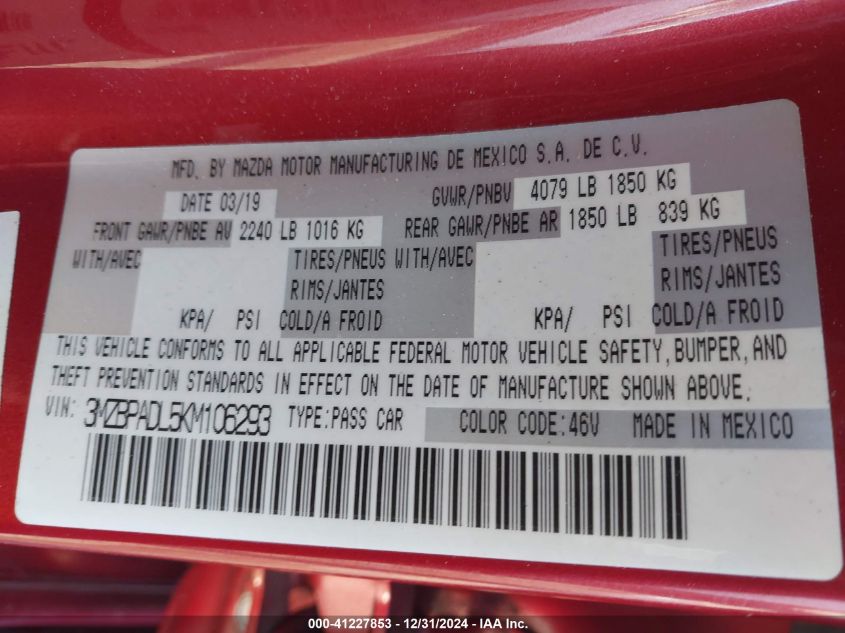 MFD. BY MAZDA MOTOR MANUFACTURING DE MEXICO S.A. DE C.V.
DATE 03/19 GVWR/PNBV 4079 LB 1850 KG
FRONT GAWR/PNBE AV 2240 LB 1016 KG REAR GAWR/PNBE AR 1850 LB 839 KG
WITH/AVEC TIRES/PNEUS WITH/AVEC TIRES/PNEUS
RIMS/JANTES RIMS/JANTES
KPA/ PSI COLD/A FROID KPA/ PSI COLD/A FROID
THIS VEHICLE CONFORMS TO ALL APPLICABLE FEDERAL MOTOR VEHICLE SAFETY, BUMPER, AND
THEFT PREVENTION STANDARDS IN EFFECT ON THE DATE OF MANUFACTURE SHOWN ABOVE.
VIN: 3MZBPADL5KM106293 TYPE:PASS CAR COLOR CODE:46V MADE IN MEXICO
000-41227853 - 12/31/2024 - IAA Inc.